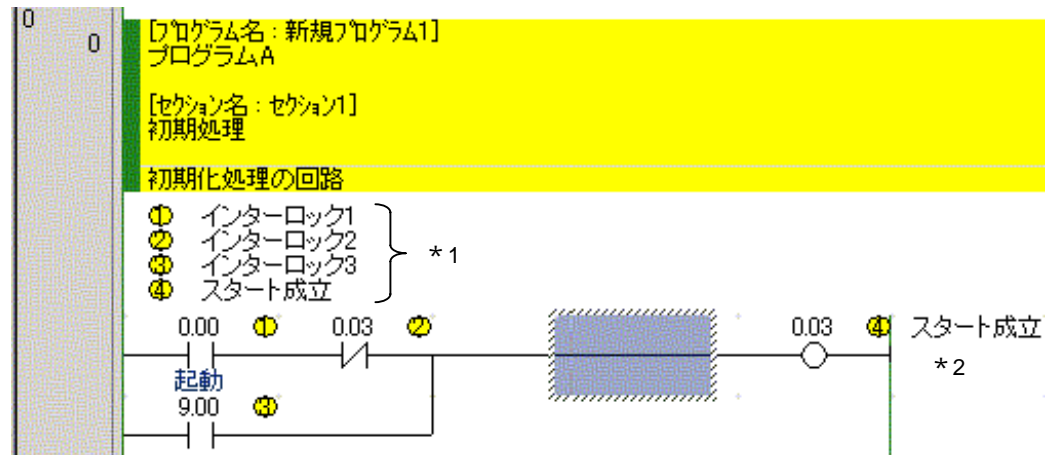 0
0
[プログラム名:新規プログラム1]
プログラムA
[セクション名:セクション1]
初期処理
初期化処理の回路
① インターロック1
② インターロック2
③ インターロック3
④ スタート成立
*1
0.00 ① 0.03 ② 0.03 ④ スタート成立
*2
起動
9.00 ③